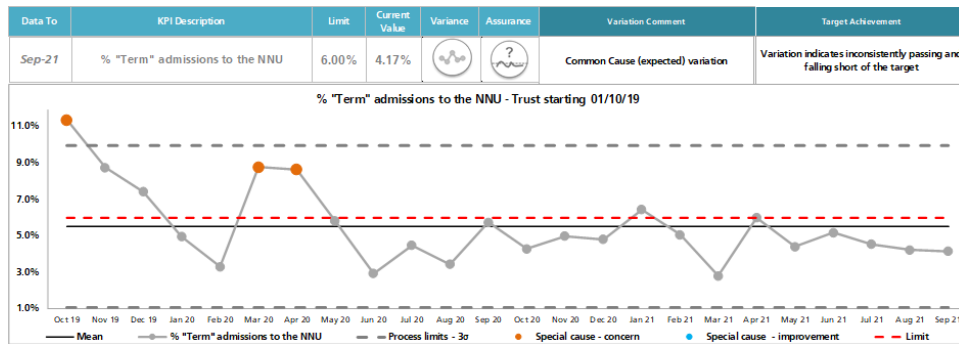 Data To KPI Description Limit Current Value Variance Assurance Variation Comment Target Achievement
Sep-21 % "Term" admissions to the NNU 6.00% 4.17% ? Common Cause (expected) variation Variation indicates inconsistently passing and falling short of the target
% "Term" admissions to the NNU - Trust starting 01/10/19
11.0%
9.0%
7.0%
5.0%
3.0%
1.0%
Oct 19 Nov 19 Dec 19 Jan 20 Feb 20 Mar 20 Apr 20 May 20 Jun 20 Jul 20 Aug 20 Sep 20 Oct 20 Nov 20 Dec 20 Jan 21 Feb 21 Mar 21 Apr 21 May 21 Jun 21 Jul 21 Aug 21 Sep 21
Mean % "Term" admissions to the NNU Process limits - 3σ Special cause - concern Special cause - improvement Limit